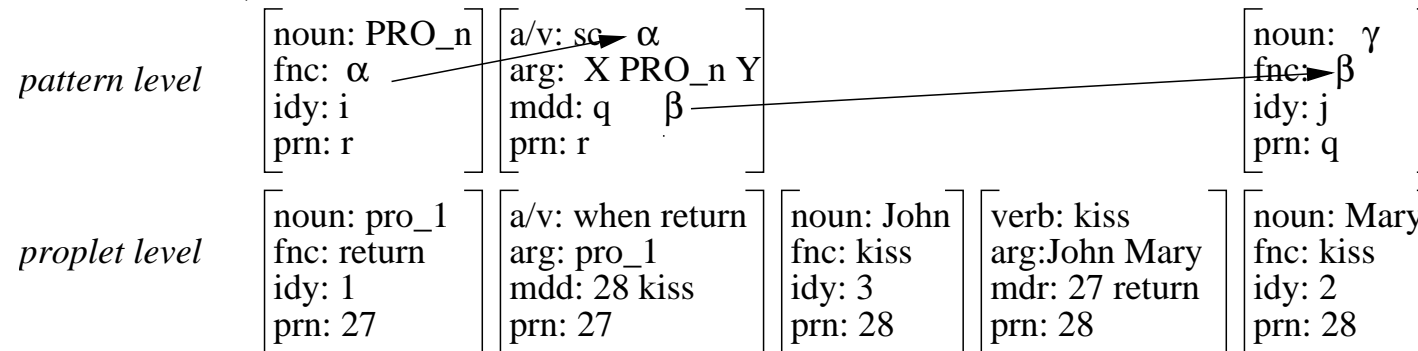 pattern level
noun: PRO_n
fnc: α
idy: i
prn: r
a/v: sc α
arg: X PRO_n Y
mdd: q β
prn: r
noun: γ
fnc: β
idy: j
prn: q
proplet level
noun: pro_1
fnc: return
idy: 1
prn: 27
a/v: when return
arg: pro_1
mdd: 28 kiss
prn: 27
noun: John
fnc: kiss
idy: 3
prn: 28
verb: kiss
arg:John Mary
mdr: 27 return
prn: 28
noun: Mary
fnc: kiss
idy: 2
prn: 28